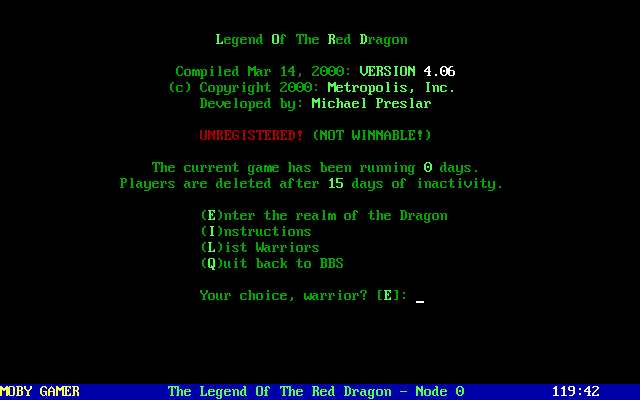 Legend Of The Red Dragon
Compiled Mar 14, 2000: VERSION 4.06
(c) Copyright 2000: Metropolis, Inc.
Developed by: Michael Preslar
UNREGISTERED! (NOT WINNABLE!)
The current game has been running 0 days.
Players are deleted after 15 days of inactivity.
(E)nter the realm of the Dragon
(I)nstructions
(L)ist Warriors
(Q)uit back to BBS
Your choice, warrior? [E]: _
MOBY GAMER The Legend Of The Red Dragon - Node 0 119:42